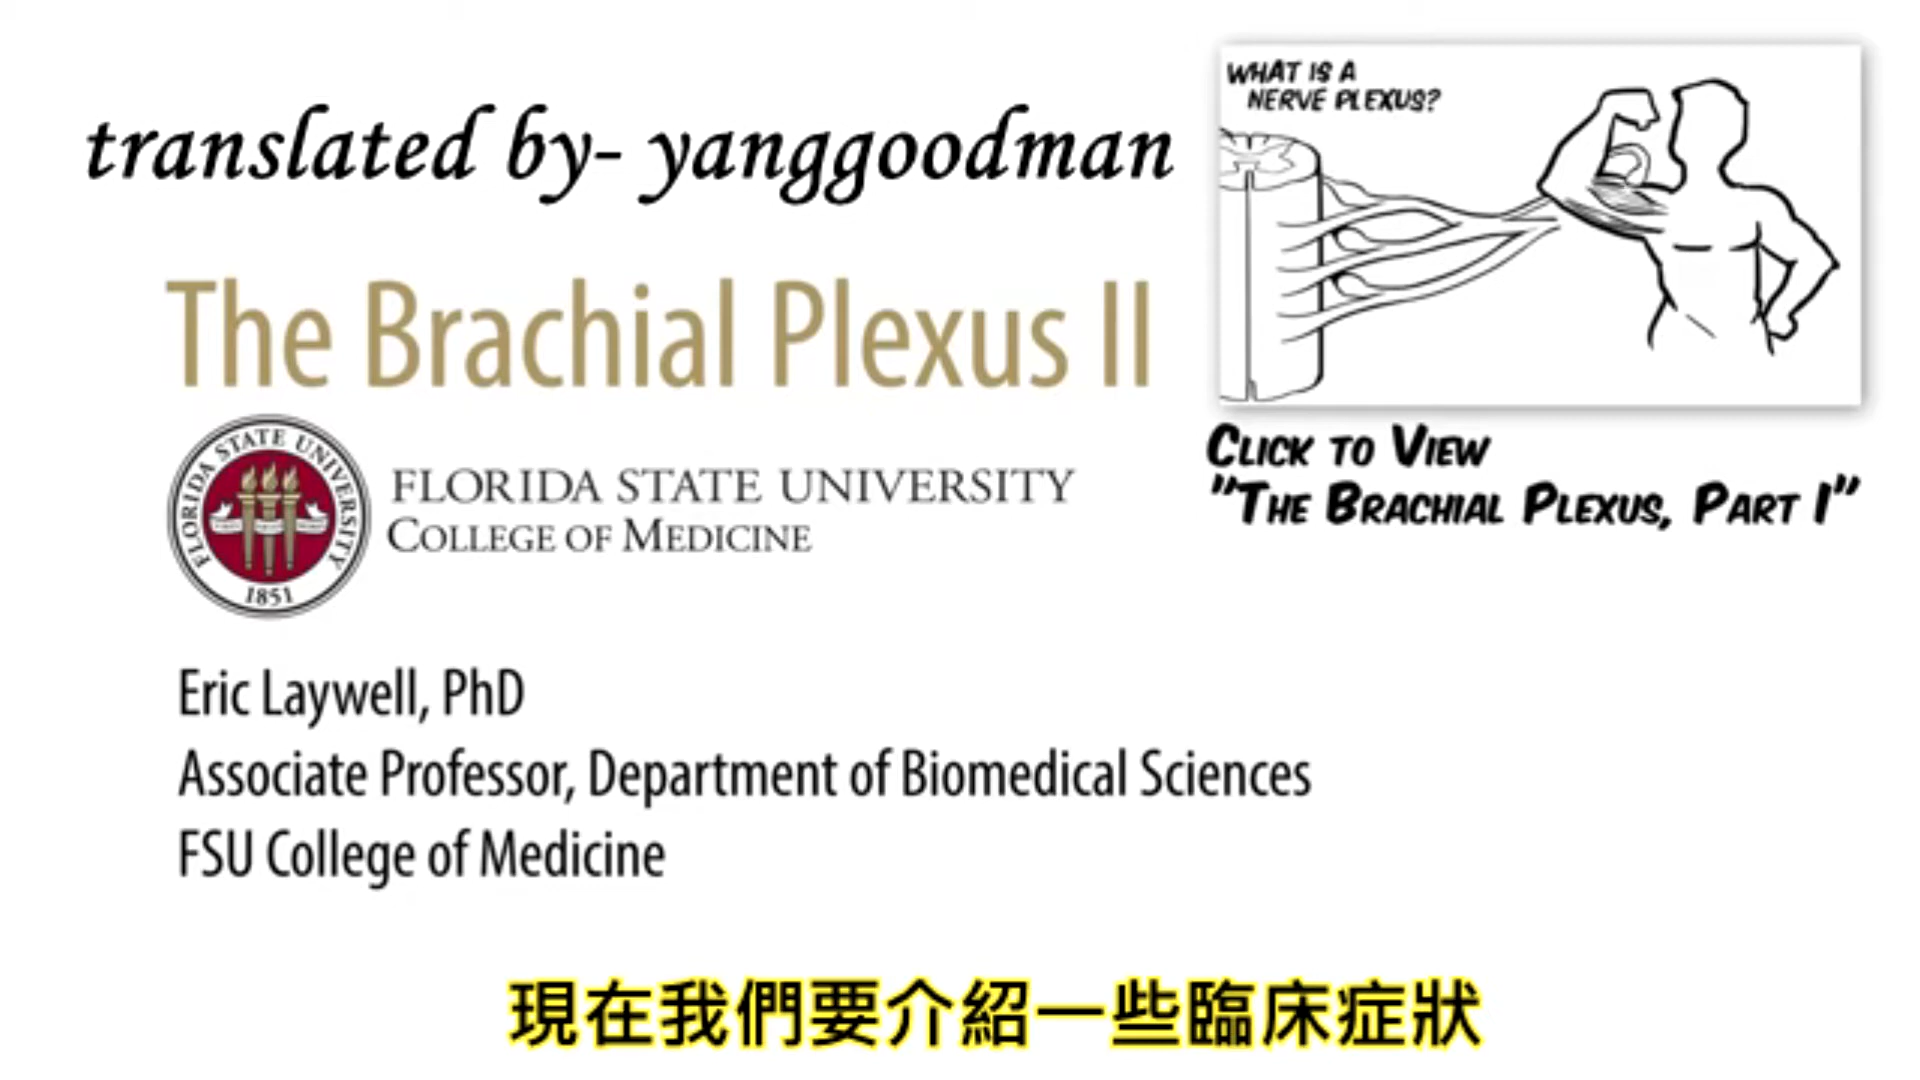 translated by- yanggoodman
WHAT IS A
NERVE PLEXUS?
The Brachial Plexus II
CLICK TO VIEW
"THE BRACHIAL PLEXUS, PART I"
FLORIDA STATE UNIVERSITY
1851
FLORIDA STATE UNIVERSITY
COLLEGE OF MEDICINE
Eric Laywell, PhD
Associate Professor, Department of Biomedical Sciences
FSU College of Medicine
現在我們要介紹一些臨床症狀